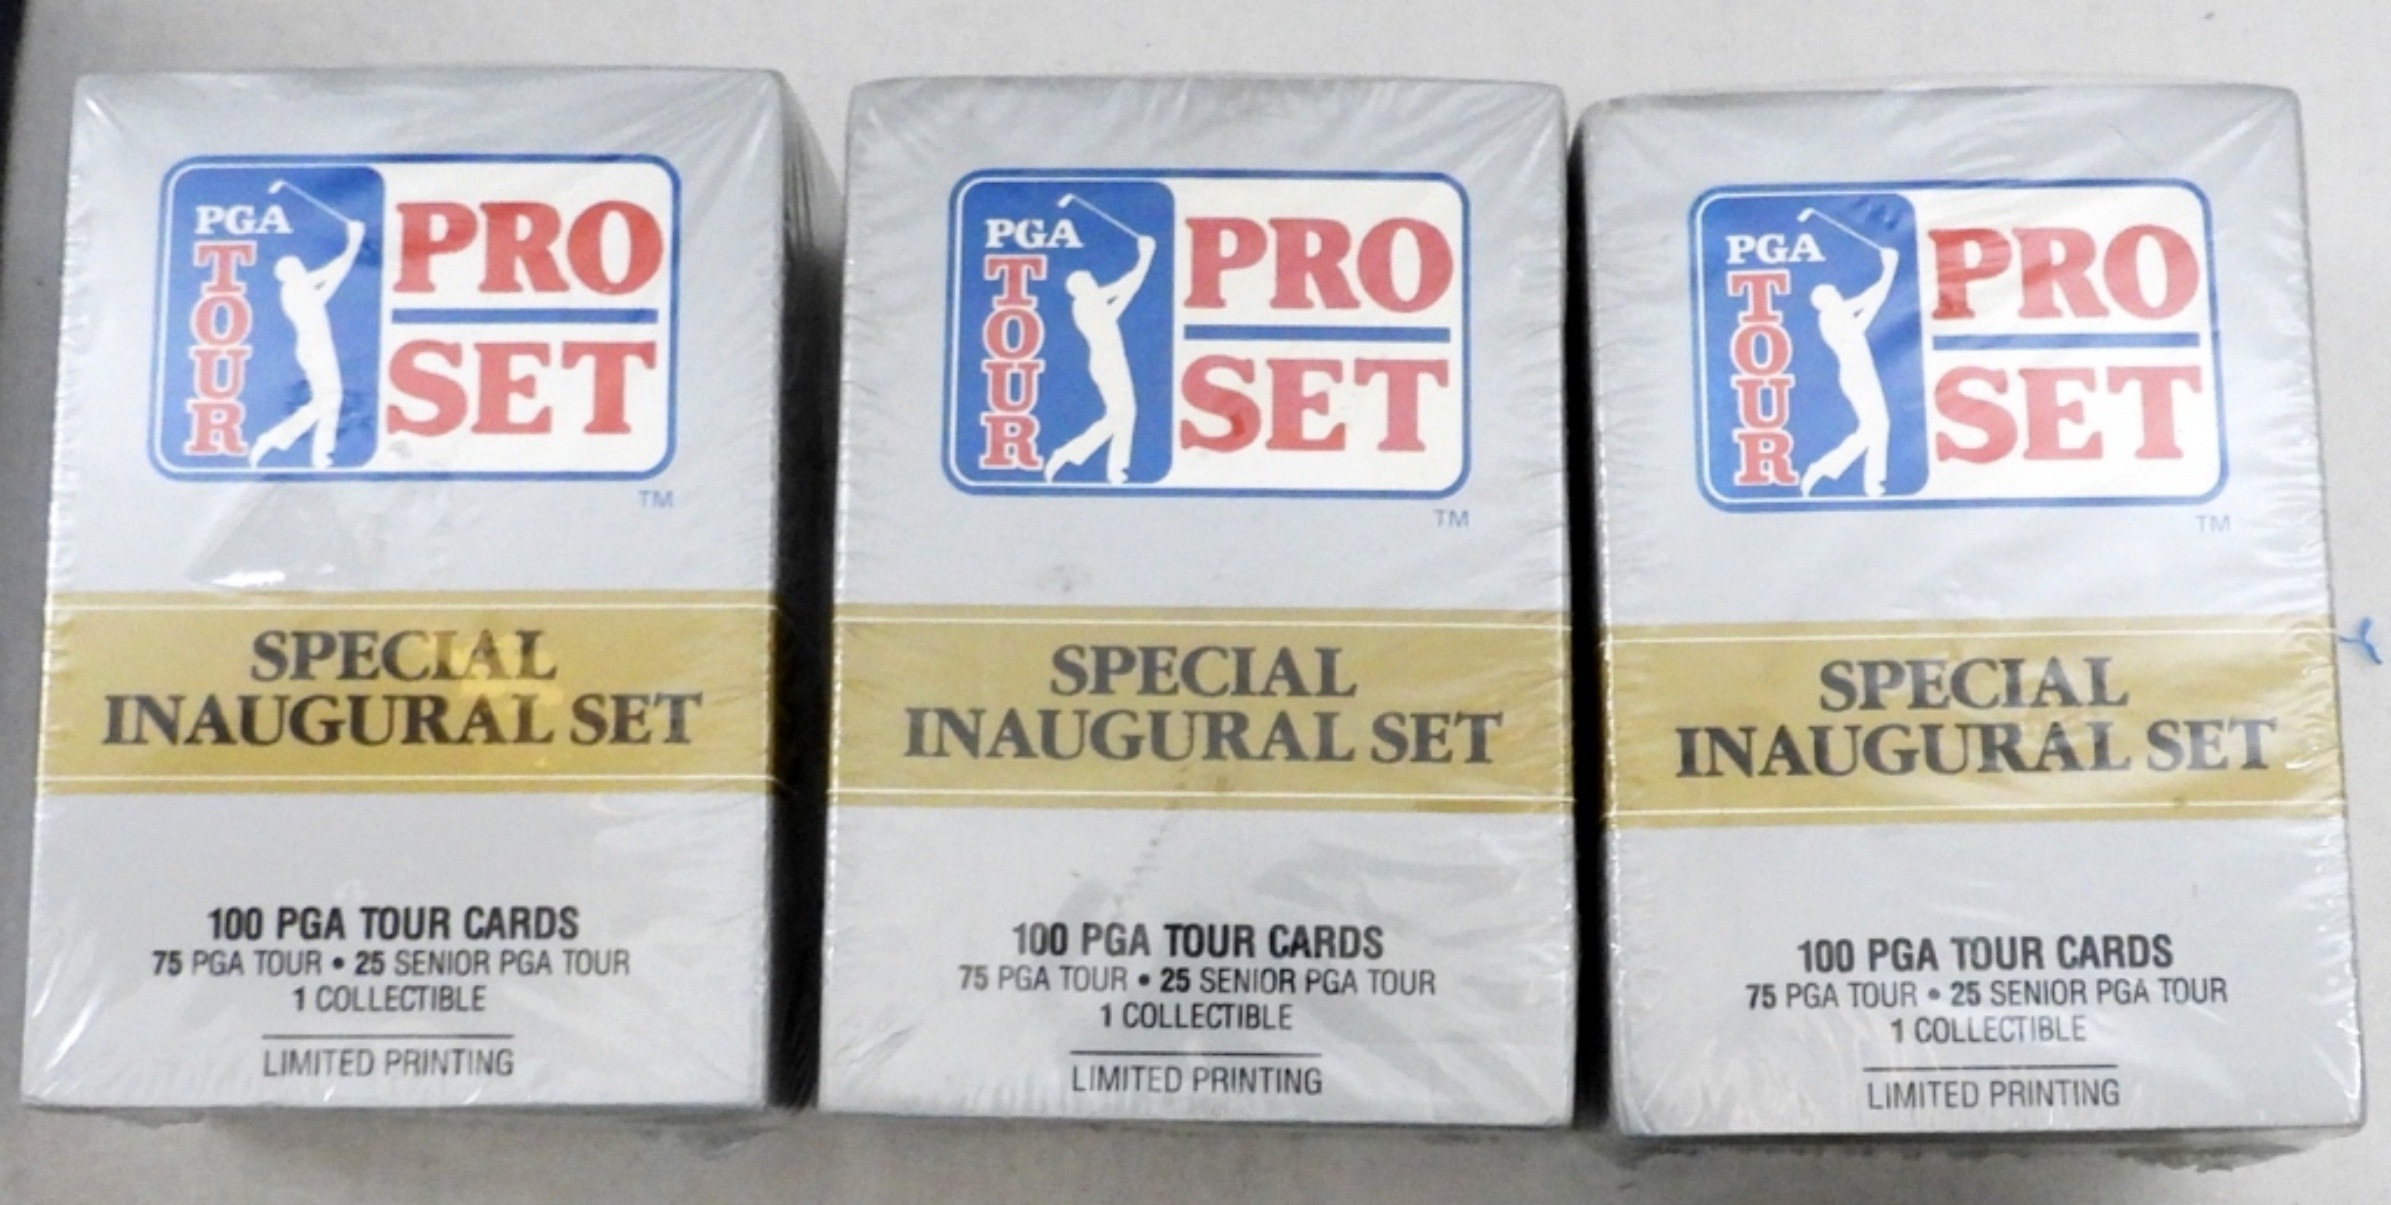 PGA
TOUR
PRO
SET
TM
SPECIAL
INAUGURAL SET
100 PGA TOUR CARDS
75 PGA TOUR • 25 SENIOR PGA TOUR
1 COLLECTIBLE
LIMITED PRINTING
PGA
TOUR
PRO
SET
TM
SPECIAL
INAUGURAL SET
100 PGA TOUR CARDS
75 PGA TOUR • 25 SENIOR PGA TOUR
1 COLLECTIBLE
LIMITED PRINTING
PGA
TOUR
PRO
SET
TM
SPECIAL
INAUGURAL SET
100 PGA TOUR CARDS
75 PGA TOUR • 25 SENIOR PGA TOUR
1 COLLECTIBLE
LIMITED PRINTING